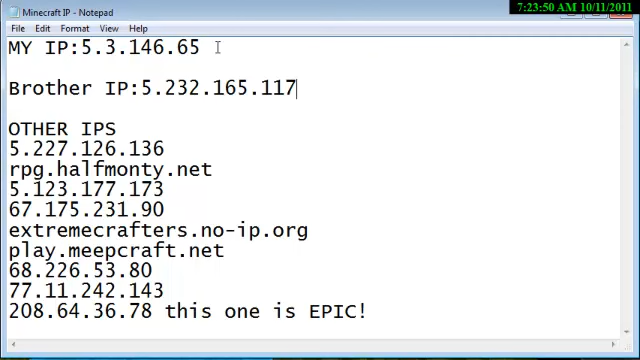 Minecraft IP - Notepad
7:23:50 AM 10/11/2011
File Edit Format View Help
MY IP:5.3.146.65
Brother IP:5.232.165.117
OTHER IPS
5.227.126.136
rpg.halfmonty.net
5.123.177.173
67.175.231.90
extremecrafters.no-ip.org
play.meepcraft.net
68.226.53.80
77.11.242.143
208.64.36.78 this one is EPIC!